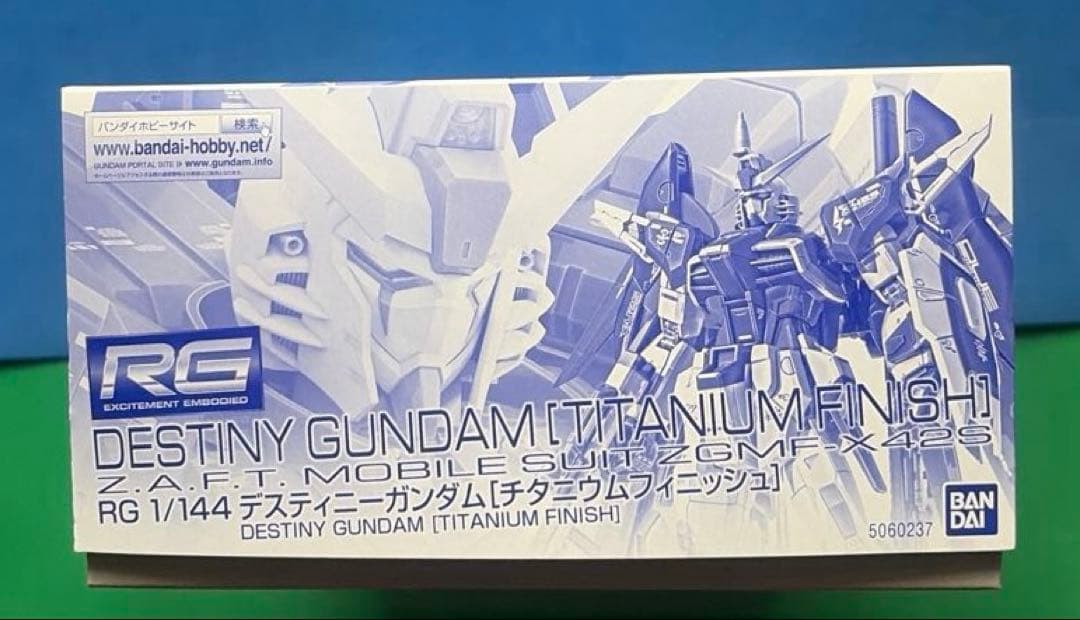 バンダイホビーサイト 検索
www.bandai-hobby.net/
GUNDAM PORTAL SITE ▷ www.gundam.info
RG
EXCITEMENT EMBODIED
DESTINY GUNDAM [TITANIUM FINISH]
Z.A.F.T. MOBILE SUIT ZGMF-X42S
RG 1/144 デスティニーガンダム[チタニウムフィニッシュ]
DESTINY GUNDAM [TITANIUM FINISH]
5060237
BAN
DAI